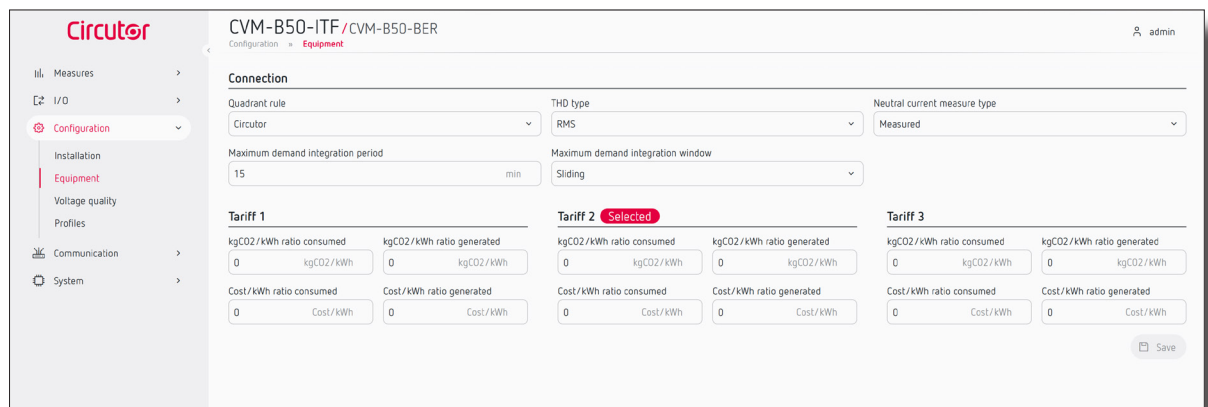 Circutor
CVM-B50-ITF/CVM-B50-BER
Configuration » Equipment
admin
Measures
I/O
Configuration
Installation
Equipment
Voltage quality
Profiles
Communication
System
Connection
Quadrant rule THD type Neutral current measure type
Circutor RMS Measured
Maximum demand integration period Maximum demand integration window
15 min Sliding
Tariff 1 Tariff 2 Selected Tariff 3
kgCO2/kWh ratio consumed kgCO2/kWh ratio generated kgCO2/kWh ratio consumed kgCO2/kWh ratio generated kgCO2/kWh ratio consumed kgCO2/kWh ratio generated
0 kgCO2/kWh 0 kgCO2/kWh 0 kgCO2/kWh 0 kgCO2/kWh 0 kgCO2/kWh 0 kgCO2/kWh
Cost/kWh ratio consumed Cost/kWh ratio generated Cost/kWh ratio consumed Cost/kWh ratio generated Cost/kWh ratio consumed Cost/kWh ratio generated
0 Cost/kWh 0 Cost/kWh 0 Cost/kWh 0 Cost/kWh 0 Cost/kWh 0 Cost/kWh
Save